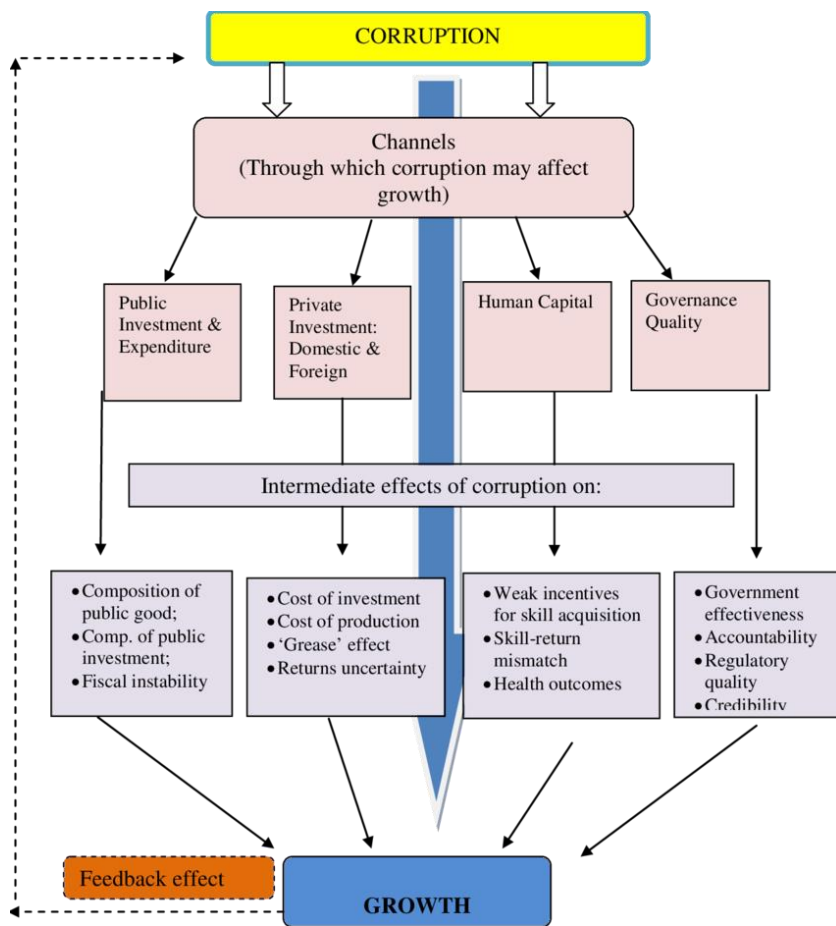 CORRUPTION
Channels
(Through which corruption may affect
growth)
Public
Investment &
Expenditure
Private
Investment:
Domestic &
Foreign
Human Capital
Governance
Quality
Intermediate effects of corruption on:
• Composition of
public good;
• Comp. of public
investment;
• Fiscal instability
• Cost of investment
• Cost of production
• ‘Grease’ effect
• Returns uncertainty
• Weak incentives
for skill acquisition
• Skill-return
mismatch
• Health outcomes
• Government
effectiveness
• Accountability
• Regulatory
quality
• Credibility
Feedback effect
GROWTH